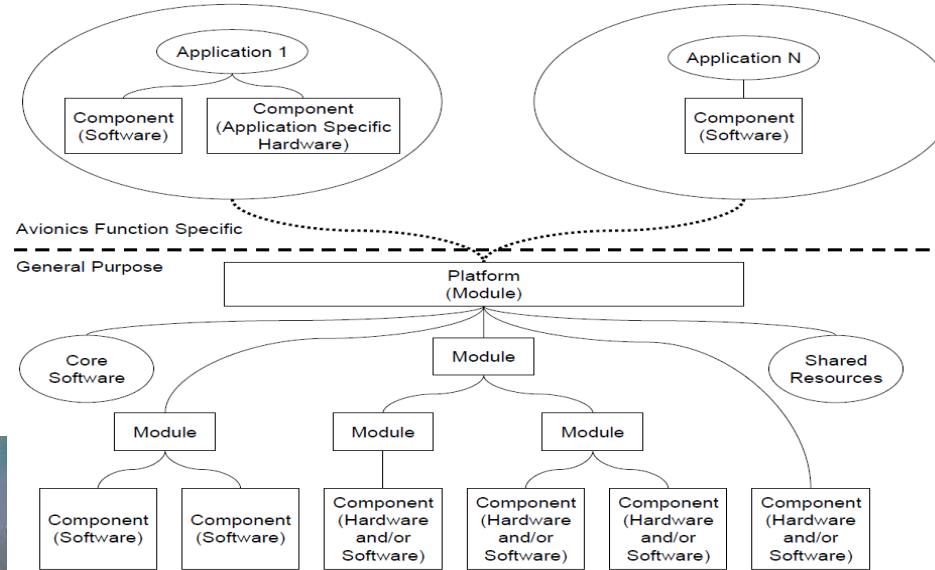 Application 1
Component
(Software)
Component
(Application Specific
Hardware)
Application N
Component
(Software)
Avionics Function Specific
General Purpose
Platform
(Module)
Core
Software
Module
Shared
Resources
Module
Module
Module
Component
(Software)
Component
(Software)
Component
(Hardware
and/or
Software)
Component
(Hardware
and/or
Software)
Component
(Hardware
and/or
Software)
Component
(Hardware
and/or
Software)